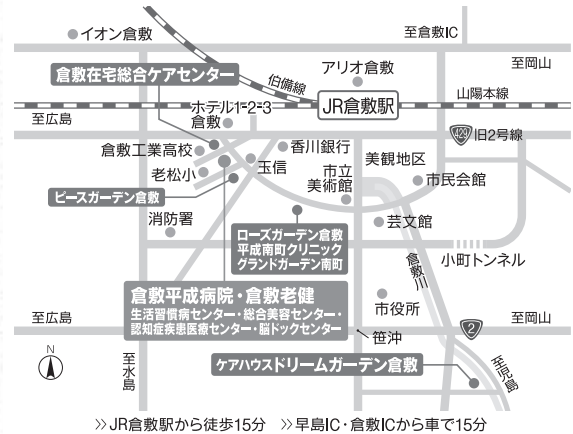 イオン倉敷
至倉敷IC
倉敷在宅総合ケアセンター
伯備線
アリオ倉敷
至岡山
ホテル1-2-3
倉敷
JR倉敷駅
山陽本線
至広島
429
旧2号線
倉敷工業高校
香川銀行
美観地区
老松小
玉信
市立
美術館
市民会館
ピースガーデン倉敷
消防署
ローズガーデン倉敷
平成南町クリニック
グランドガーデン南町
芸文館
倉敷川
小町トンネル
倉敷平成病院・倉敷老健
生活習慣病センター・総合美容センター・
認知症疾患医療センター・脳ドックセンター
市役所
至広島
笹沖
2
至岡山
N
至水島
ケアハウスドリームガーデン倉敷
至児島
≫JR倉敷駅から徒歩15分 ≫早島IC・倉敷ICから車で15分